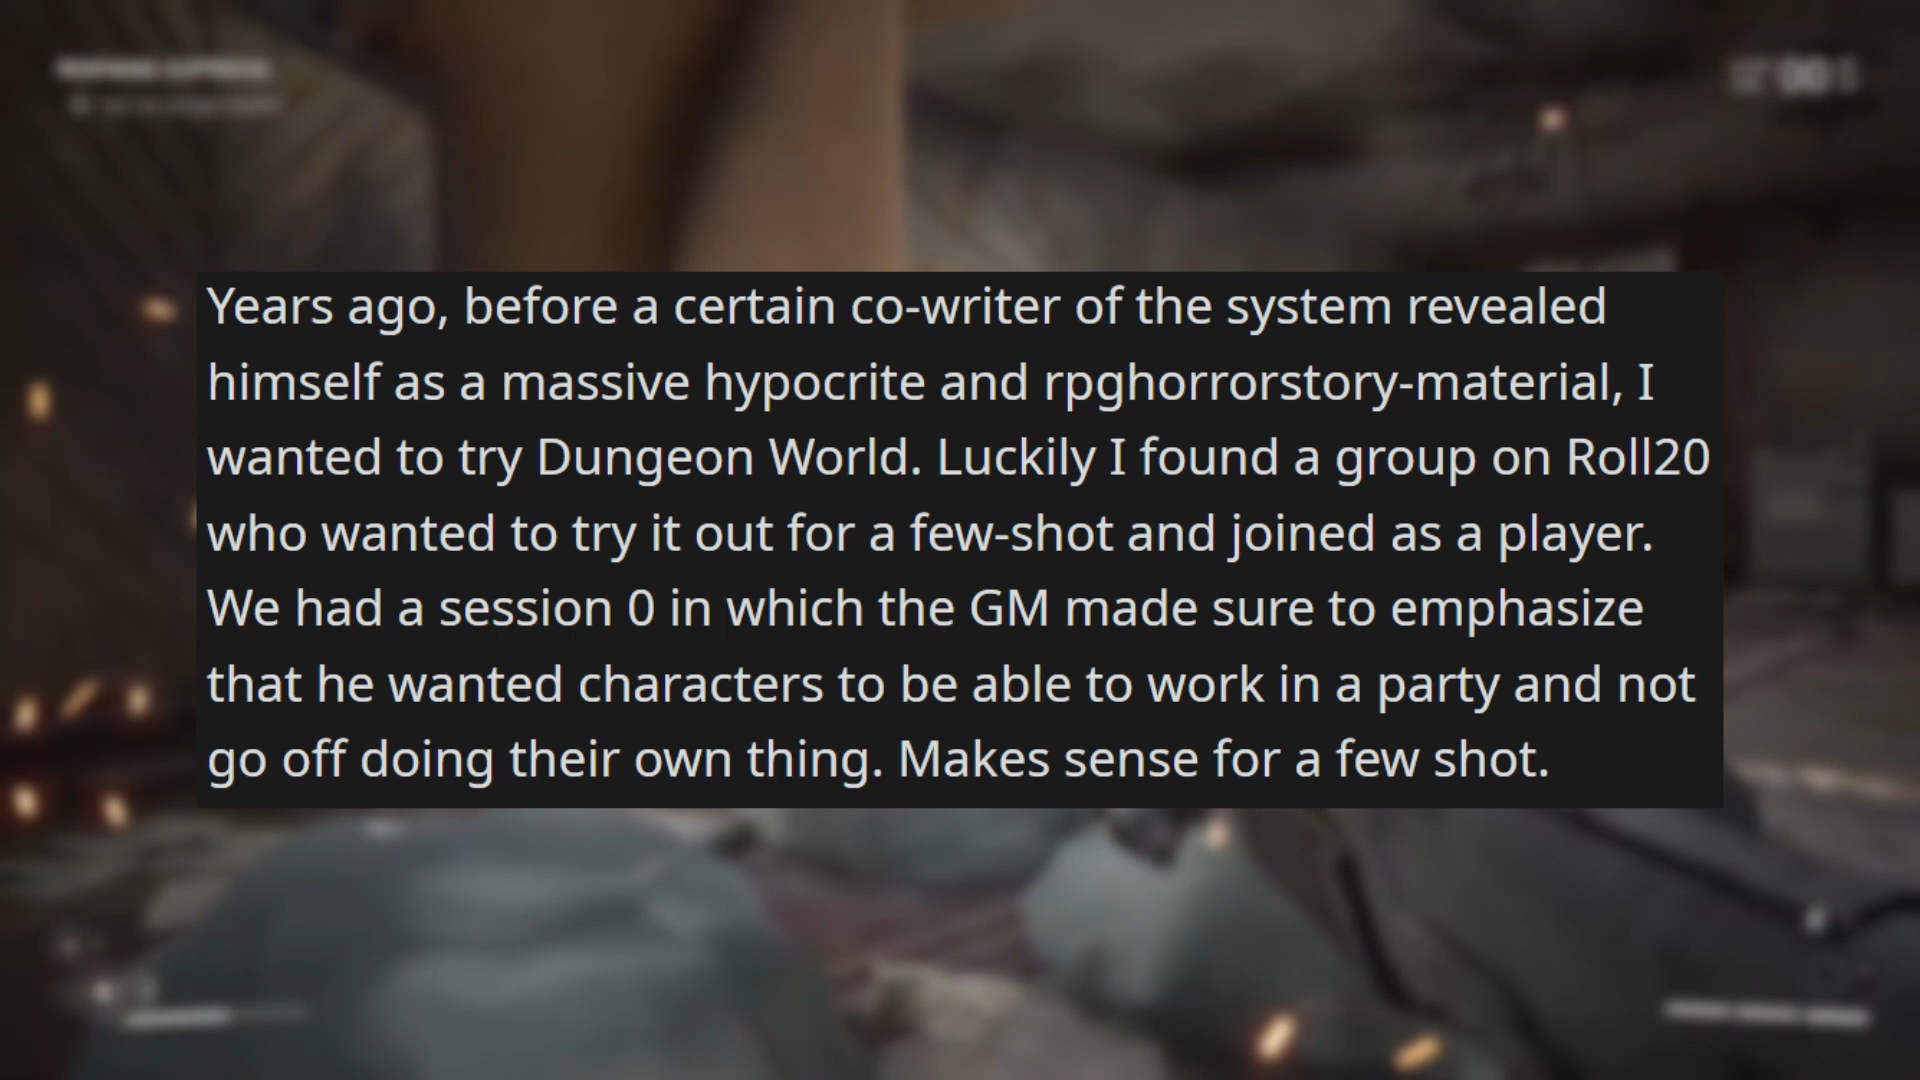 Years ago, before a certain co-writer of the system revealed
himself as a massive hypocrite and rpghorrorstory-material, I
wanted to try Dungeon World. Luckily I found a group on Roll20
who wanted to try it out for a few-shot and joined as a player.
We had a session 0 in which the GM made sure to emphasize
that he wanted characters to be able to work in a party and not
go off doing their own thing. Makes sense for a few shot.